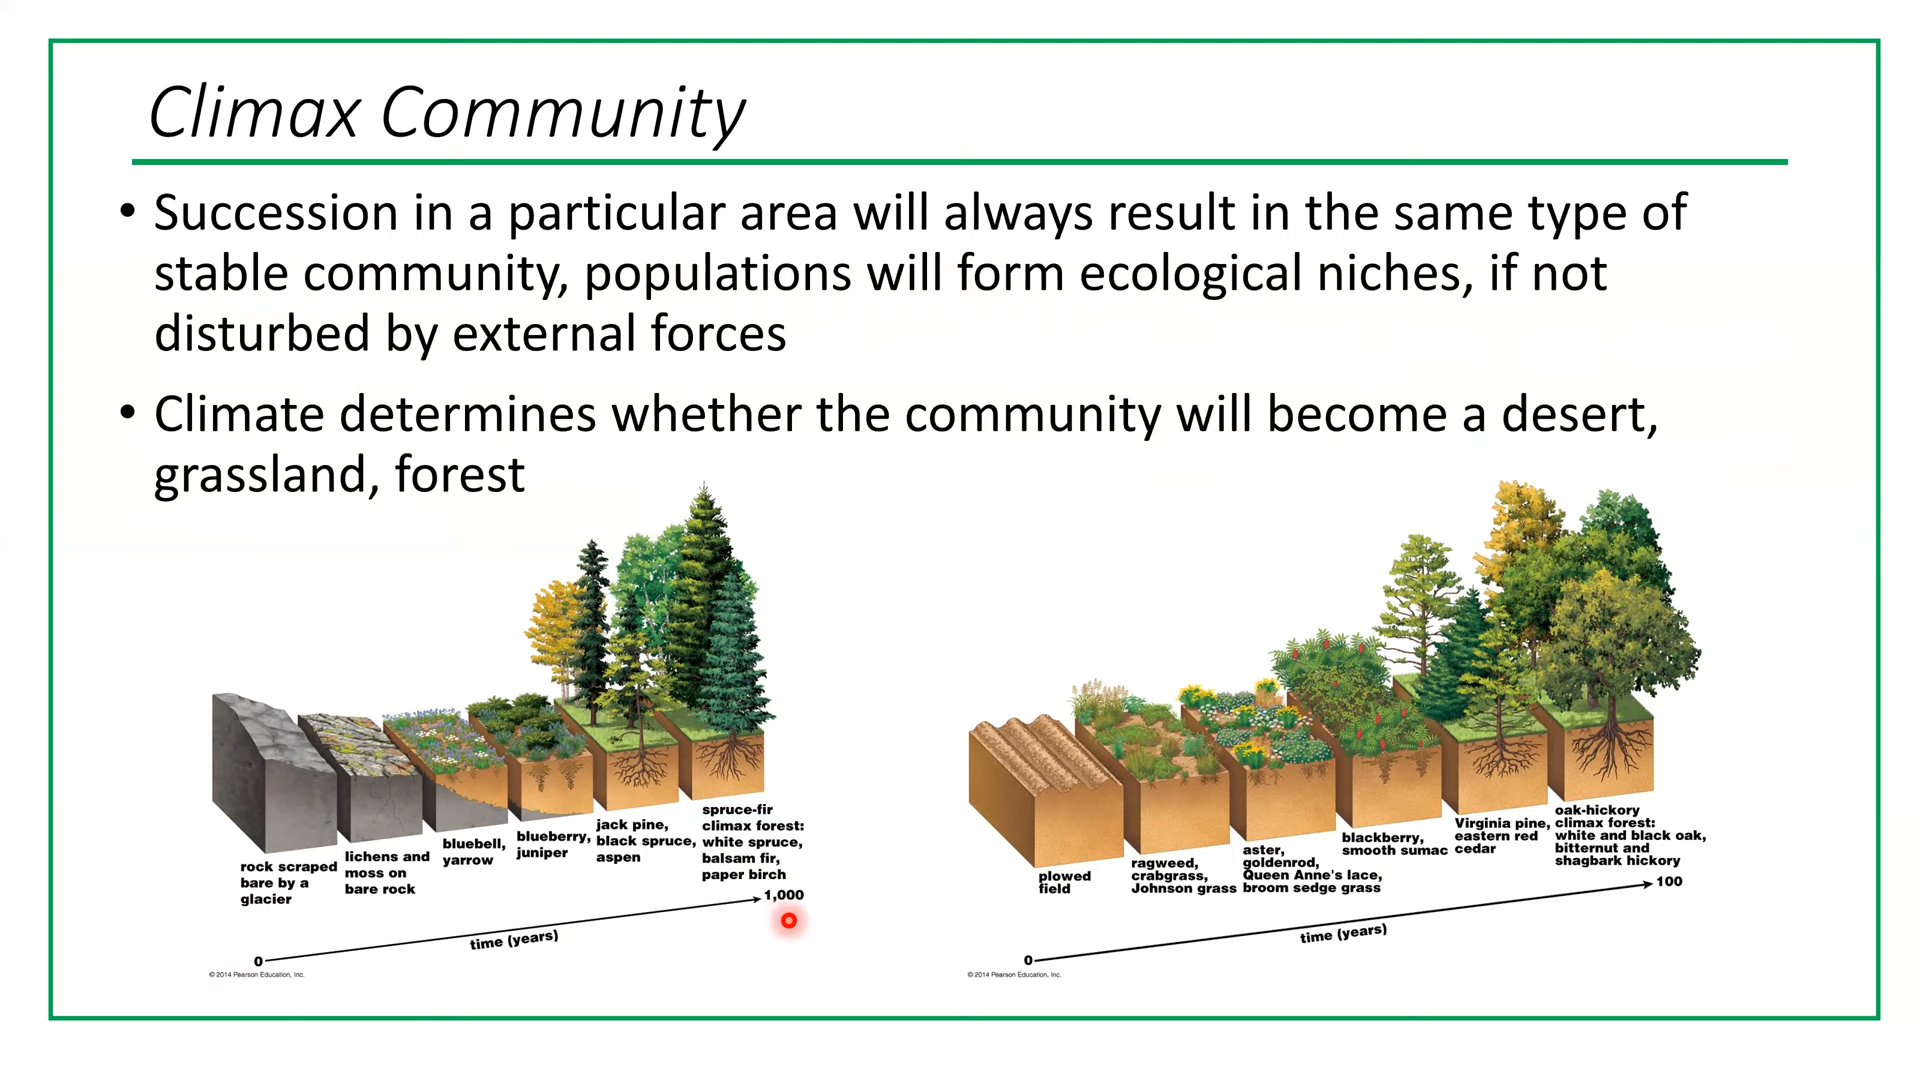 Climax Community
• Succession in a particular area will always result in the same type of
stable community, populations will form ecological niches, if not
disturbed by external forces
• Climate determines whether the community will become a desert,
grassland, forest
rock scraped
bare by a
glacier
lichens and
moss on
bare rock
bluebell,
yarrow
blueberry,
juniper
jack pine,
black spruce,
aspen
spruce-fir
climax forest:
white spruce,
balsam fir,
paper birch
0
time (years)
1,000
© 2014 Pearson Education, Inc.
plowed
field
ragweed,
crabgrass,
Johnson grass
aster,
goldenrod,
Queen Anne's lace,
broom sedge grass
blackberry,
smooth sumac
Virginia pine,
eastern red
cedar
oak-hickory
climax forest:
white and black oak,
bitternut and
shagbark hickory
0
time (years)
100
© 2014 Pearson Education, Inc.